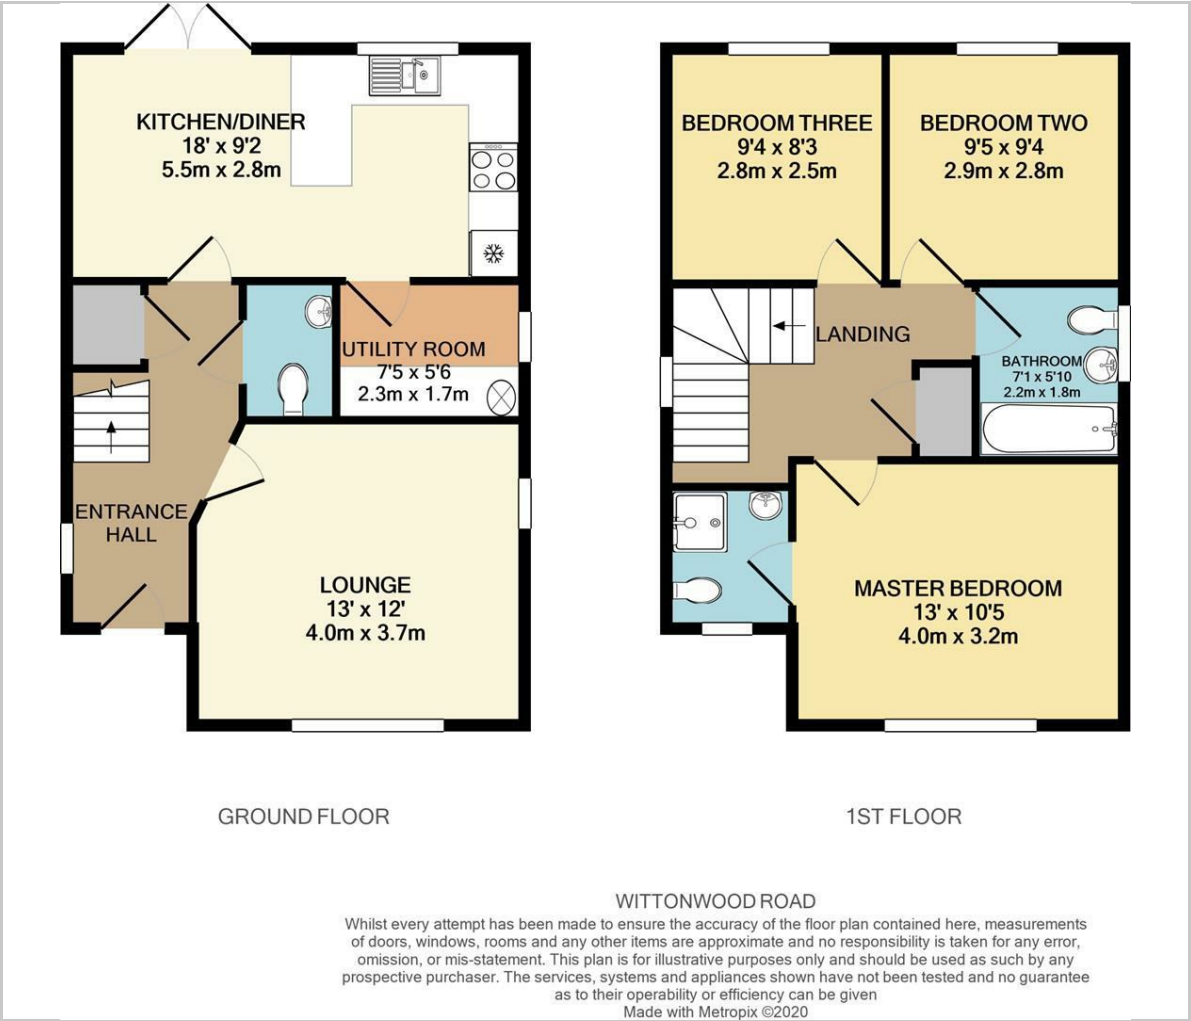 KITCHEN/DINER
18' x 9'2
5.5m x 2.8m
UTILITY ROOM
7'5 x 5'6
2.3m x 1.7m
ENTRANCE
HALL
LOUNGE
13' x 12'
4.0m x 3.7m
GROUND FLOOR
BEDROOM THREE
9'4 x 8'3
2.8m x 2.5m
BEDROOM TWO
9'5 x 9'4
2.9m x 2.8m
LANDING
BATHROOM
7'1 x 5'10
2.2m x 1.8m
MASTER BEDROOM
13' x 10'5
4.0m x 3.2m
1ST FLOOR
WITTONWOOD ROAD
Whilst every attempt has been made to ensure the accuracy of the floor plan contained here, measurements
of doors, windows, rooms and any other items are approximate and no responsibility is taken for any error,
omission, or mis-statement. This plan is for illustrative purposes only and should be used as such by any
prospective purchaser. The services, systems and appliances shown have not been tested and no guarantee
as to their operability or efficiency can be given
Made with Metropix ©2020